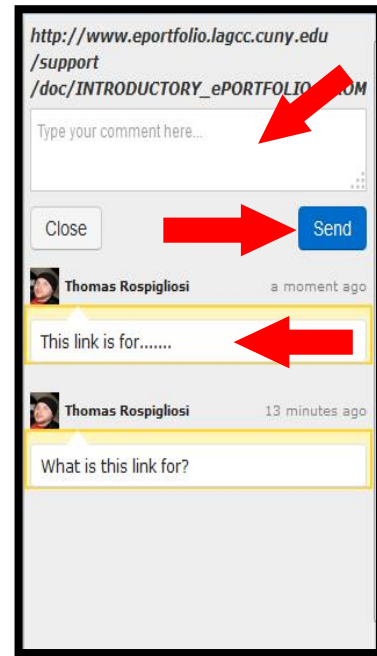 http://www.eportfolio.lagcc.cuny.edu
/support
/doc/INTRODUCTORY_ePORTFOLIO
Type your comment here...
Close Send
Thomas Rospigliosi a moment ago
This link is for.......
Thomas Rospigliosi 13 minutes ago
What is this link for?